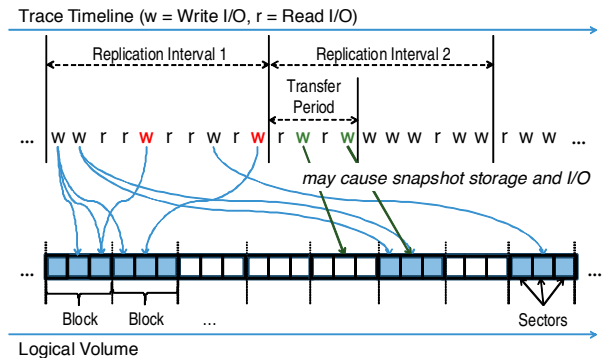 Trace Timeline (w = Write I/O, r = Read I/O)
Replication Interval 1 Replication Interval 2
Transfer
Period
... w w r r w r r w r w r w r w w w w r w w r w w ...
may cause snapshot storage and I/O
... ...
Block Block ... Sectors
Logical Volume